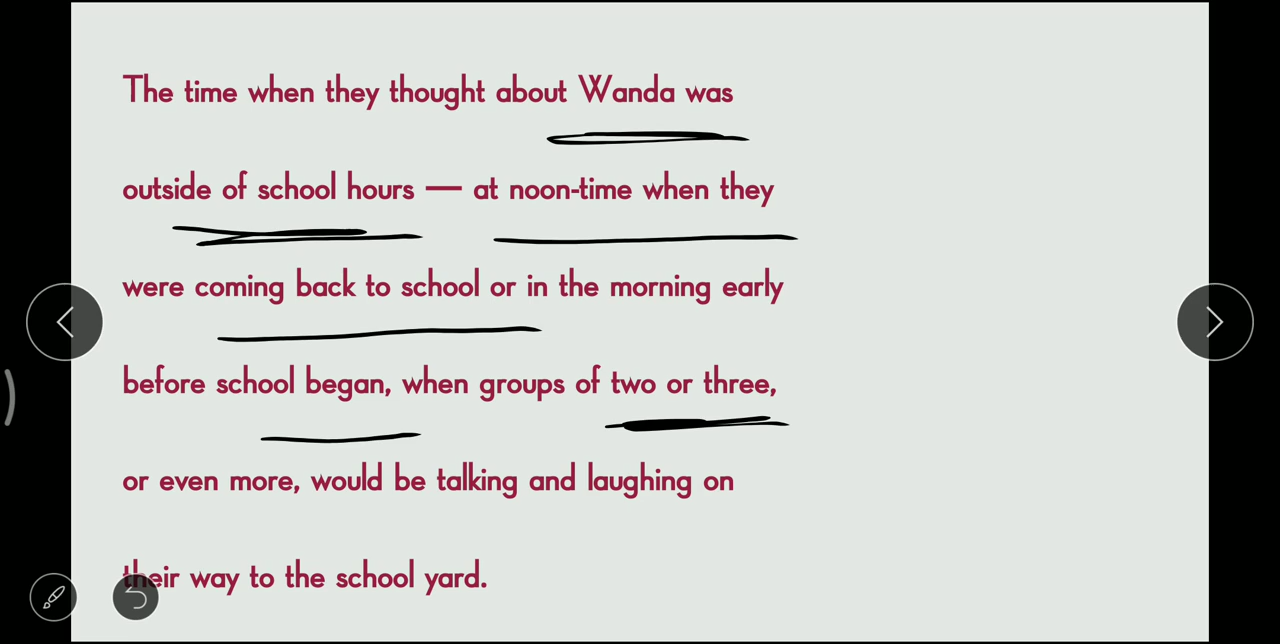 The time when they thought about Wanda was
outside of school hours — at noon-time when they
were coming back to school or in the morning early
before school began, when groups of two or three,
or even more, would be talking and laughing on
their way to the school yard.